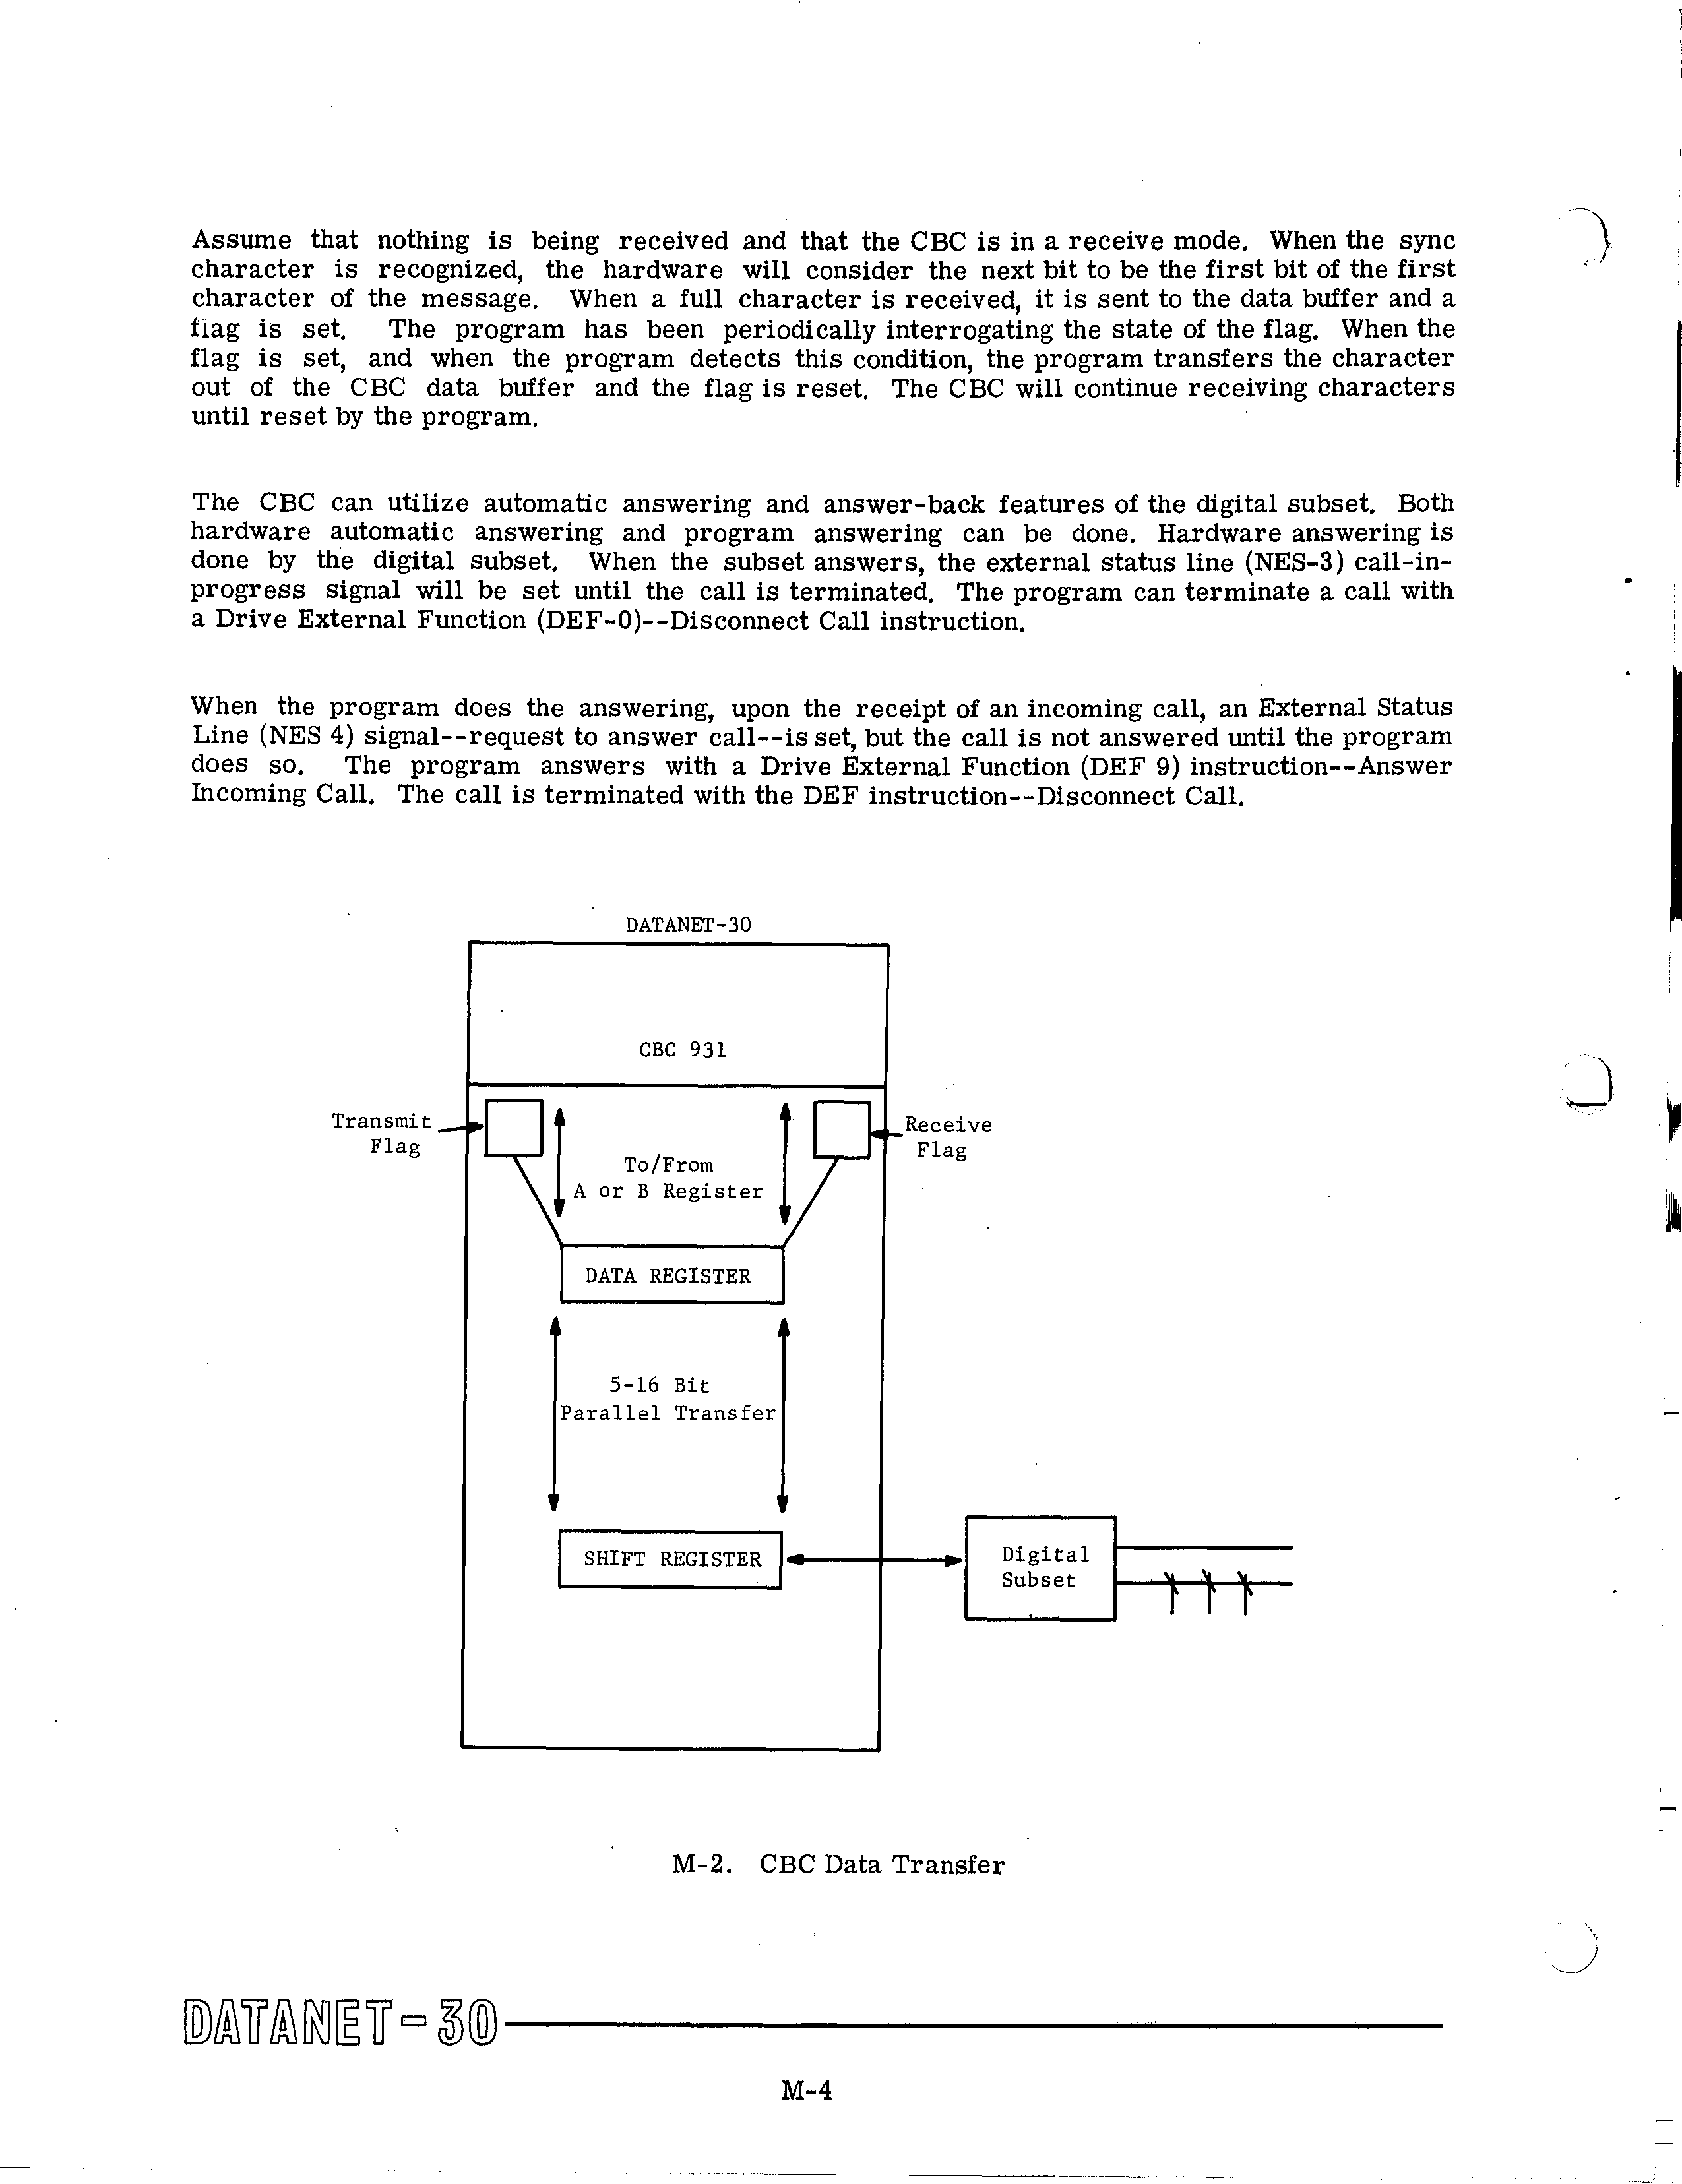 Assume that nothing is being received and that the CBC is in a receive mode. When the sync
character is recognized, the hardware will consider the next bit to be the first bit of the first
character of the message. When a full character is received, it is sent to the data buffer and a
flag is set. The program has been periodically interrogating the state of the flag. When the
flag is set, and when the program detects this condition, the program transfers the character
out of the CBC data buffer and the flag is reset. The CBC will continue receiving characters
until reset by the program.
The CBC can utilize automatic answering and answer-back features of the digital subset. Both
hardware automatic answering and program answering can be done. Hardware answering is
done by the digital subset. When the subset answers, the external status line (NES-3) call-in-
progress signal will be set until the call is terminated. The program can terminate a call with
a Drive External Function (DEF-0)--Disconnect Call instruction.
When the program does the answering, upon the receipt of an incoming call, an External Status
Line (NES 4) signal--request to answer call--is set, but the call is not answered until the program
does so. The program answers with a Drive External Function (DEF 9) instruction--Answer
Incoming Call. The call is terminated with the DEF instruction--Disconnect Call.
DATANET-30
CBC 931
Transmit
Flag
Receive
Flag
To/From
A or B Register
DATA REGISTER
5-16 Bit
Parallel Transfer
SHIFT REGISTER
Digital
Subset
M-2. CBC Data Transfer
DATANET-30
M-4